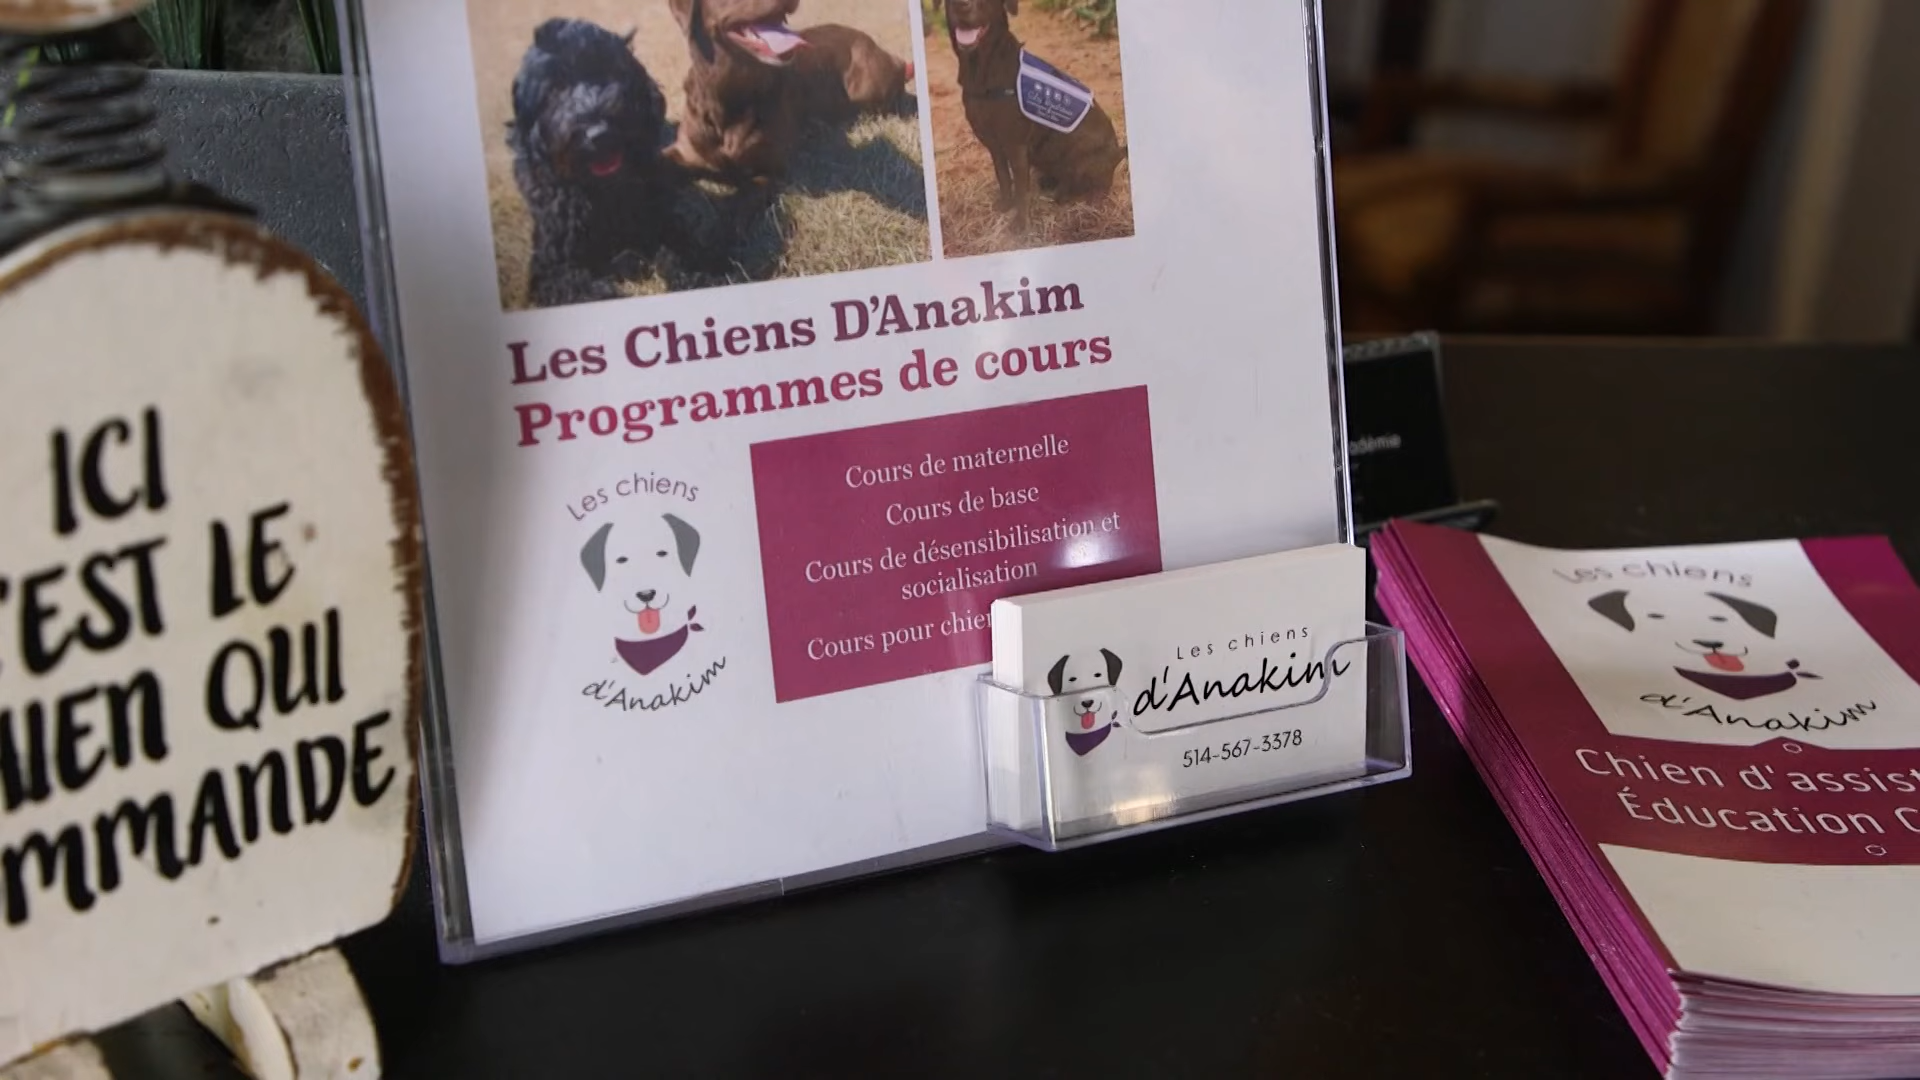 ICI
C'EST LE
CHIEN QUI
COMMANDE
Les Chiens D'Anakim
Programmes de cours
Les chiens
d'Anakim
Cours de maternelle
Cours de base
Cours de désensibilisation et
socialisation
Cours pour
Les chiens
d'Anakim
514-567-3378
Les chiens
d'Anakim
Chien d'assist
Éducation C